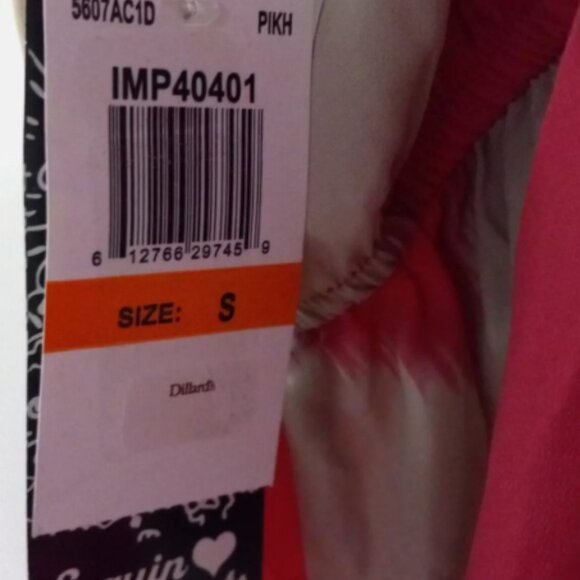 5607AC1D
PIKH
IMP40401
6 12766 29745 9
SIZE: S
Dillard's